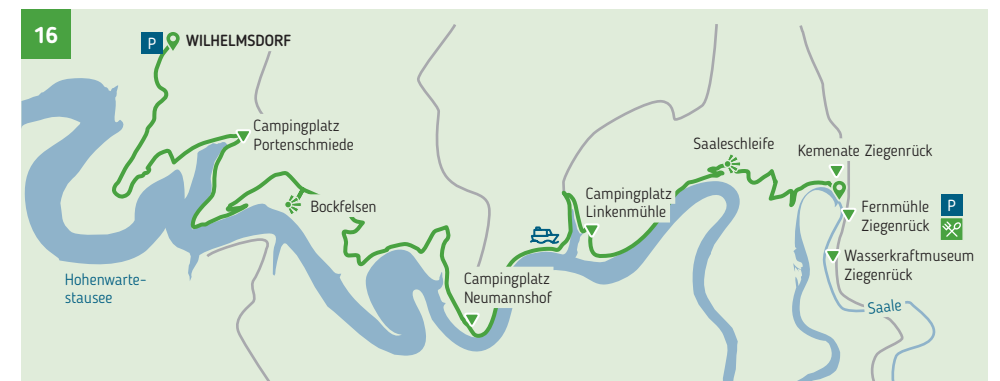 16
P
WILHELMSDORF
Campingplatz
Portenschmiede
Bockfelsen
Hohenwarte-
stausee
Campingplatz
Neumannshof
Campingplatz
Linkenmühle
Saaleschleife
Kemenate Ziegenrück
Fernmühle
Ziegenrück
P
Wasserkraftmuseum
Ziegenrück
Saale